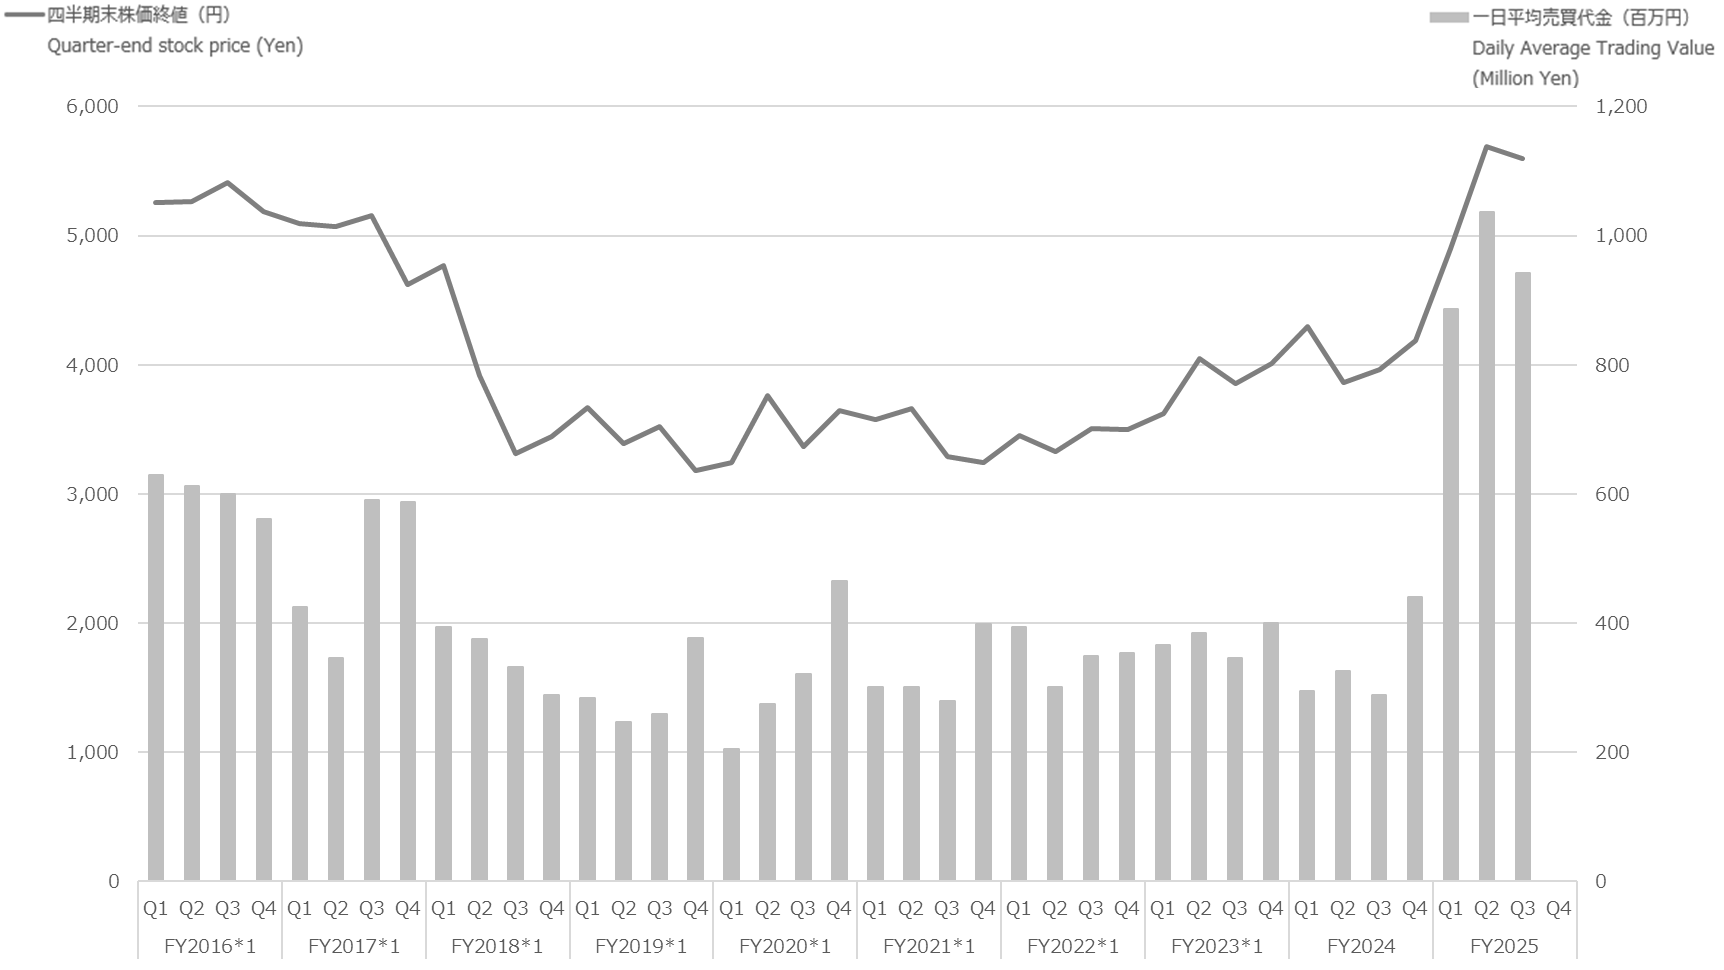 四半期末株価終値（円）
Quarter-end stock price (Yen)
一日平均売買代金（百万円）
Daily Average Trading Value
(Million Yen)
6,000
5,000
4,000
3,000
2,000
1,000
0
1,200
1,000
800
600
400
200
0
Q1 Q2 Q3 Q4 Q1 Q2 Q3 Q4 Q1 Q2 Q3 Q4 Q1 Q2 Q3 Q4 Q1 Q2 Q3 Q4 Q1 Q2 Q3 Q4 Q1 Q2 Q3 Q4 Q1 Q2 Q3 Q4 Q1 Q2 Q3 Q4 Q1 Q2 Q3 Q4
FY2016*1 FY2017*1 FY2018*1 FY2019*1 FY2020*1 FY2021*1 FY2022*1 FY2023*1 FY2024 FY2025